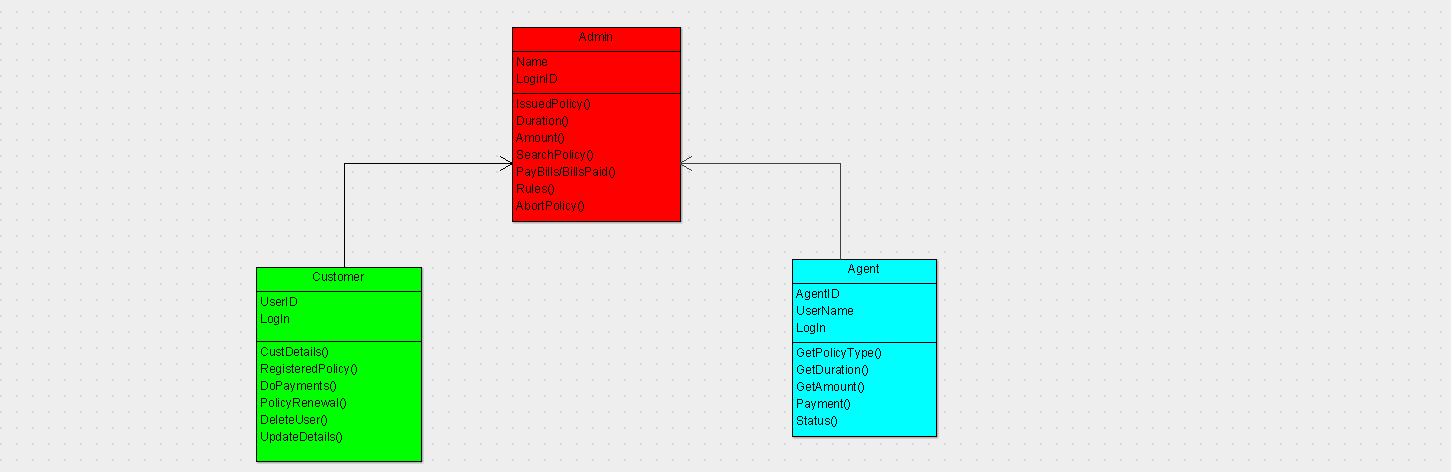 Admin
Name
LoginID
IssuedPolicy()
Duration()
Amount()
BearchPolicy()
PayBills/BillsPaid()
Rules()
AbortPolicy()
Customer
UserID
LogIn
CustDetails()
RegisteredPolicy()
DoPayments()
PolicyRenewal()
DeleteUser()
UpdateDetails()
Agent
AgentID
UserName
LogIn
GetPolicyType()
GetDuration()
GetAmount()
Payment()
Status()